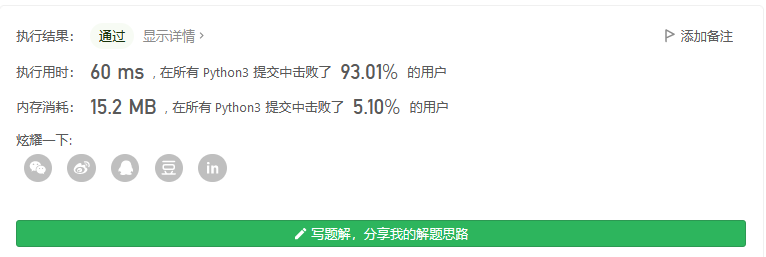 执行结果： 通过 显示详情 > 添加备注
执行用时： 60 ms , 在所有 Python3 提交中击败了 93.01% 的用户
内存消耗： 15.2 MB , 在所有 Python3 提交中击败了 5.10% 的用户
炫耀一下:
豆 in
写题解，分享我的解题思路